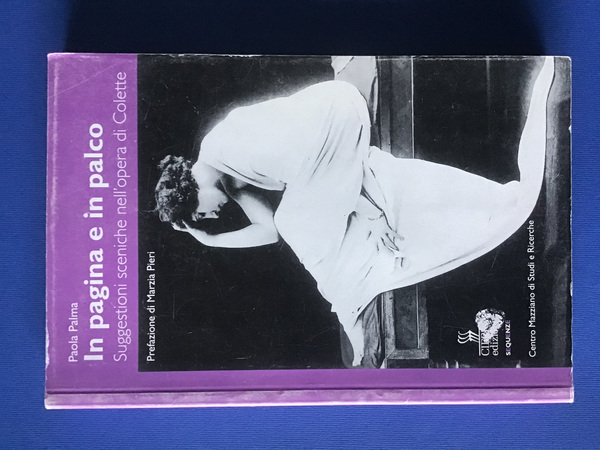 Paola Palma
In pagina e in palco
Suggestioni sceniche nell'opera di Colette
Prefazione di Marzia Pieri
SEQUENZE
Centro Mazziano di Studi e Ricerche